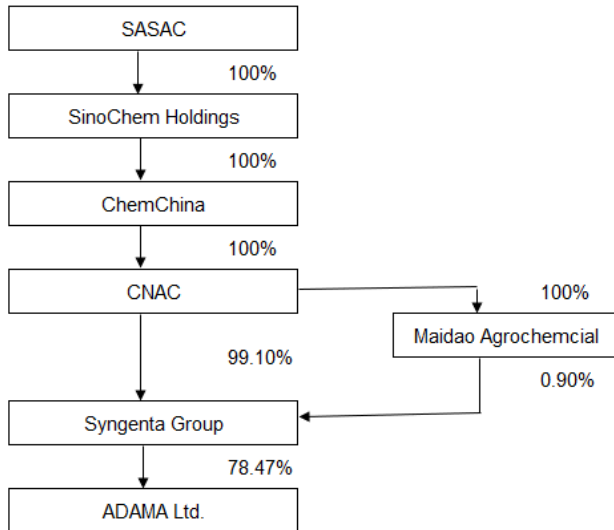 SASAC
100%
SinoChem Holdings
100%
ChemChina
100%
CNAC
100%
Maidao Agrochemcial
99.10%
0.90%
Syngenta Group
78.47%
ADAMA Ltd.